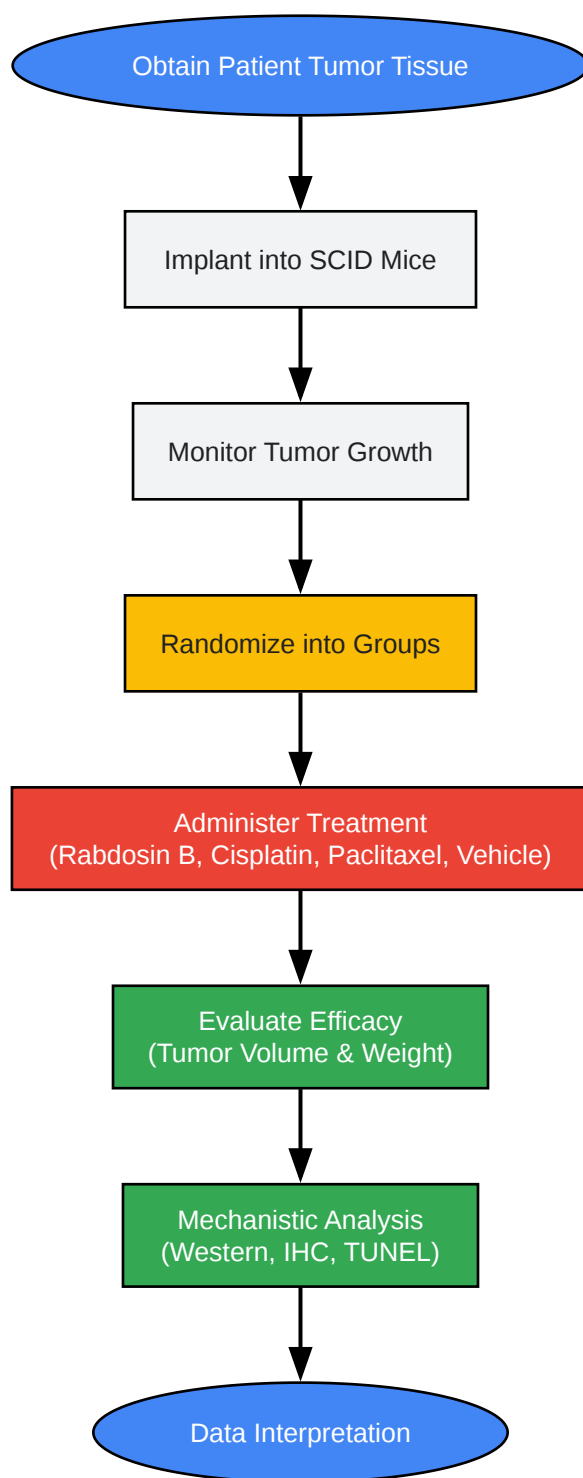 Obtain Patient Tumor Tissue
Implant into SCID Mice
Monitor Tumor Growth
Randomize into Groups
Administer Treatment
(Rabdosin B, Cisplatin, Paclitaxel, Vehicle)
Evaluate Efficacy
(Tumor Volume & Weight)
Mechanistic Analysis
(Western, IHC, TUNEL)
Data Interpretation